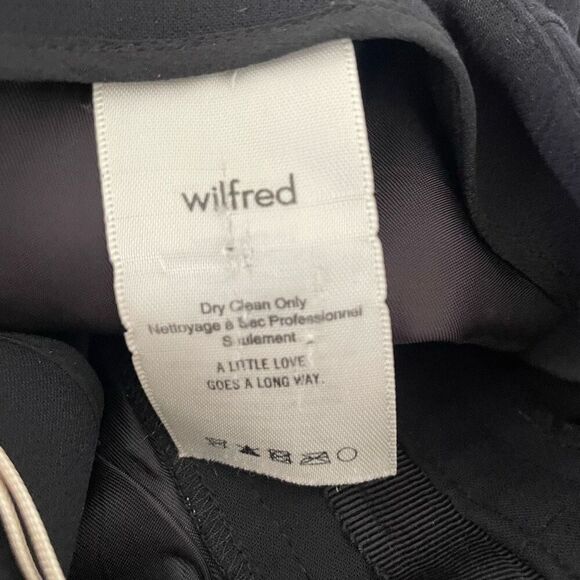 wilfred
Dry Clean Only
Nettoyage a Sec Professionnel
Seulement
A LITTLE LOVE
GOES A LONG WAY.